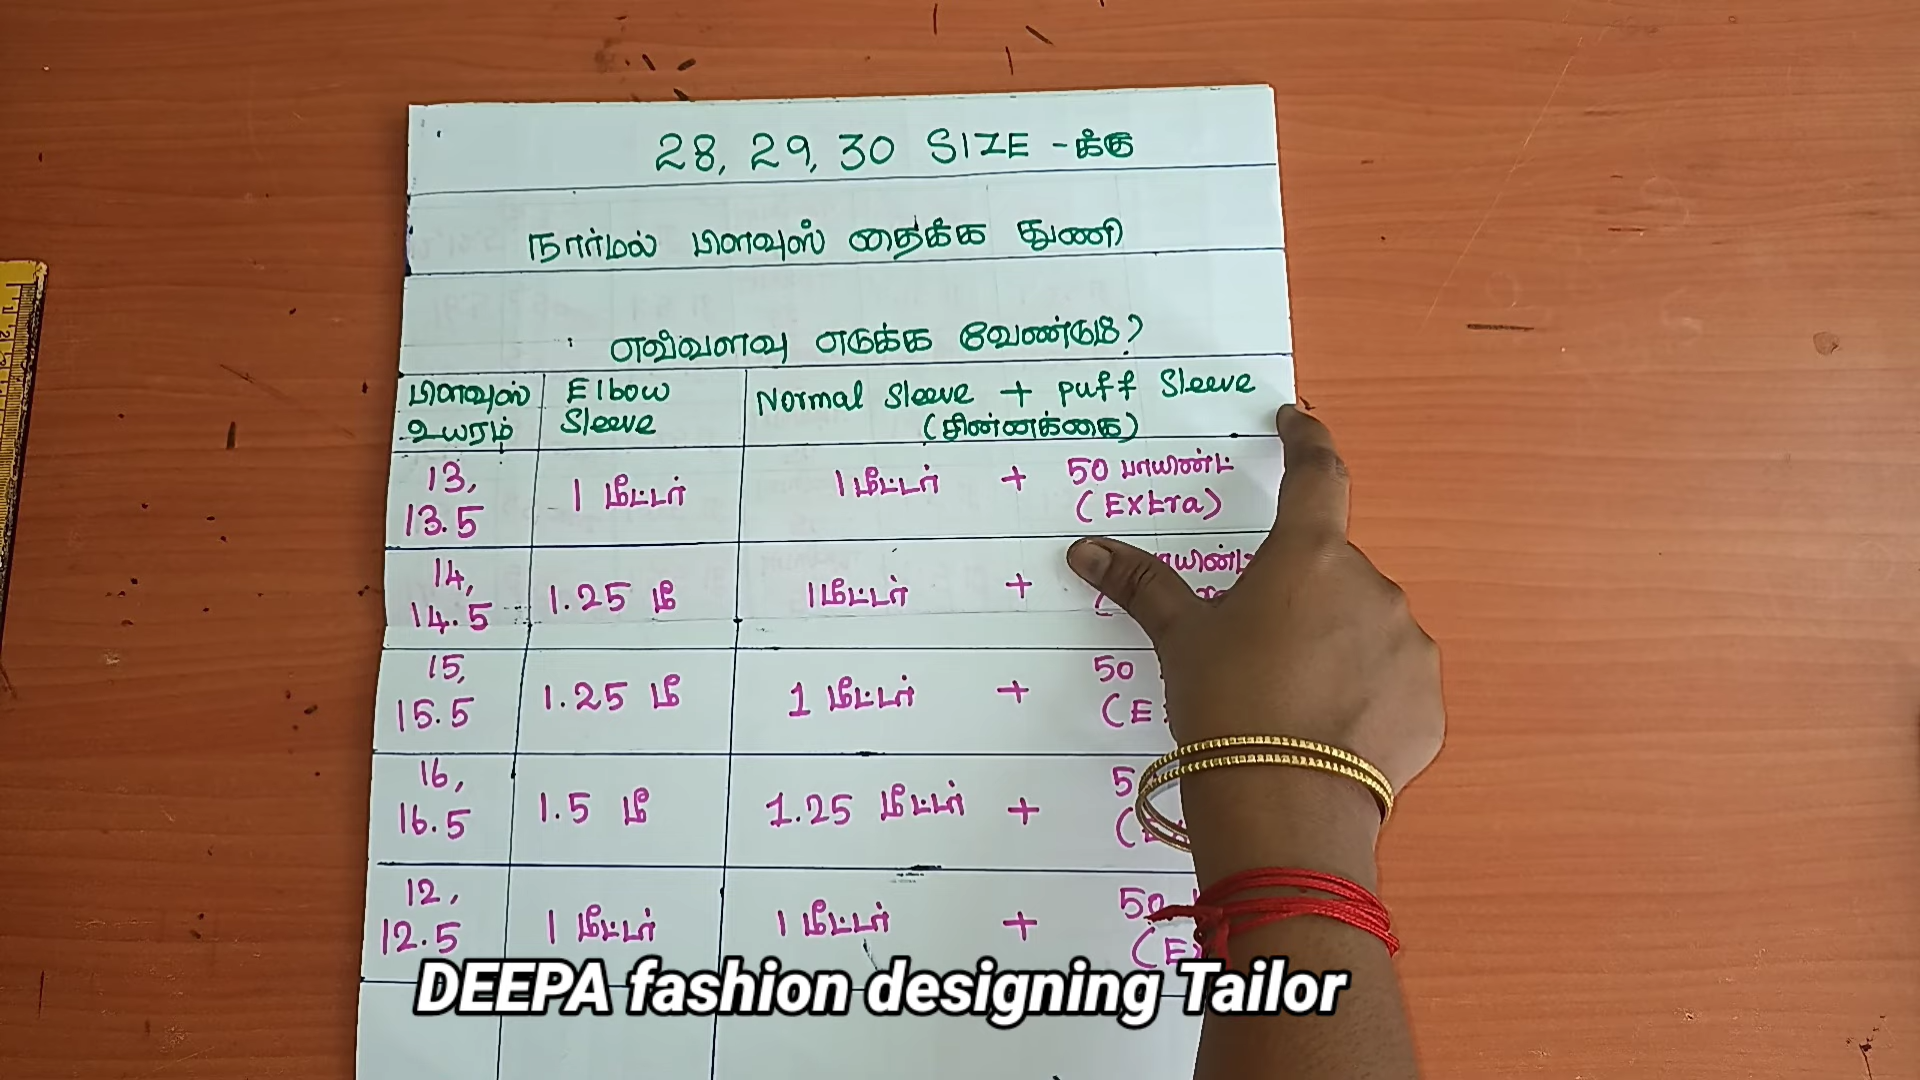 28, 29, 30 SIZE - க்கு
நார்மல் பிளவுஸ் தைக்க துணி
எவ்வளவு எடுக்க வேண்டும்?
பிளவுஸ் உயரம் Elbow Sleeve Normal Sleeve + puff Sleeve (சின்னக்கை)
13, 13.5 1 மீட்டர் 1 மீட்டர் + 50 பாயிண்ட் (Extra)
14, 14.5 1.25 மீ 1 மீட்டர் +
15, 15.5 1.25 மீ 1 மீட்டர் + 50
16, 16.5 1.5 மீ 1.25 மீட்டர் + 5
12, 12.5 1 மீட்டர் 1 மீட்டர் + 50
DEEPA fashion designing Tailor